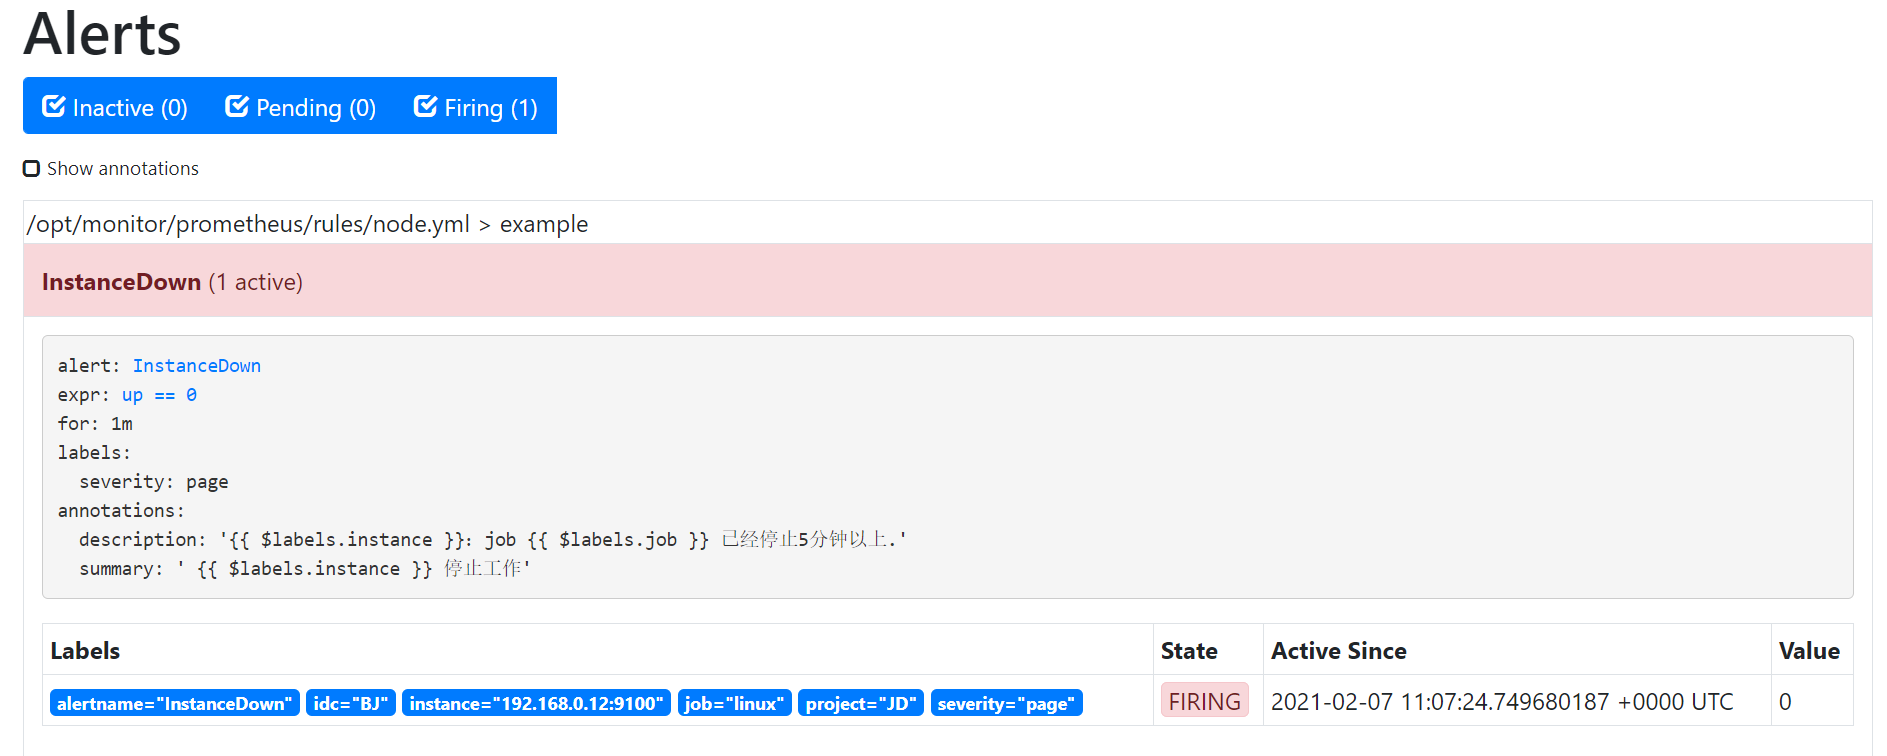 Alerts
Inactive (0) Pending (0) Firing (1)
Show annotations
/opt/monitor/prometheus/rules/node.yml > example
InstanceDown (1 active)
alert: InstanceDown
expr: up == 0
for: 1m
labels:
  severity: page
annotations:
  description: '{{ $labels.instance }}: job {{ $labels.job }} 已经停止5分钟以上.'
  summary: ' {{ $labels.instance }} 停止工作'
Labels State Active Since Value
alertname="InstanceDown" idc="BJ" instance="192.168.0.12:9100" job="linux" project="JD" severity="page" FIRING 2021-02-07 11:07:24.749680187 +0000 UTC 0